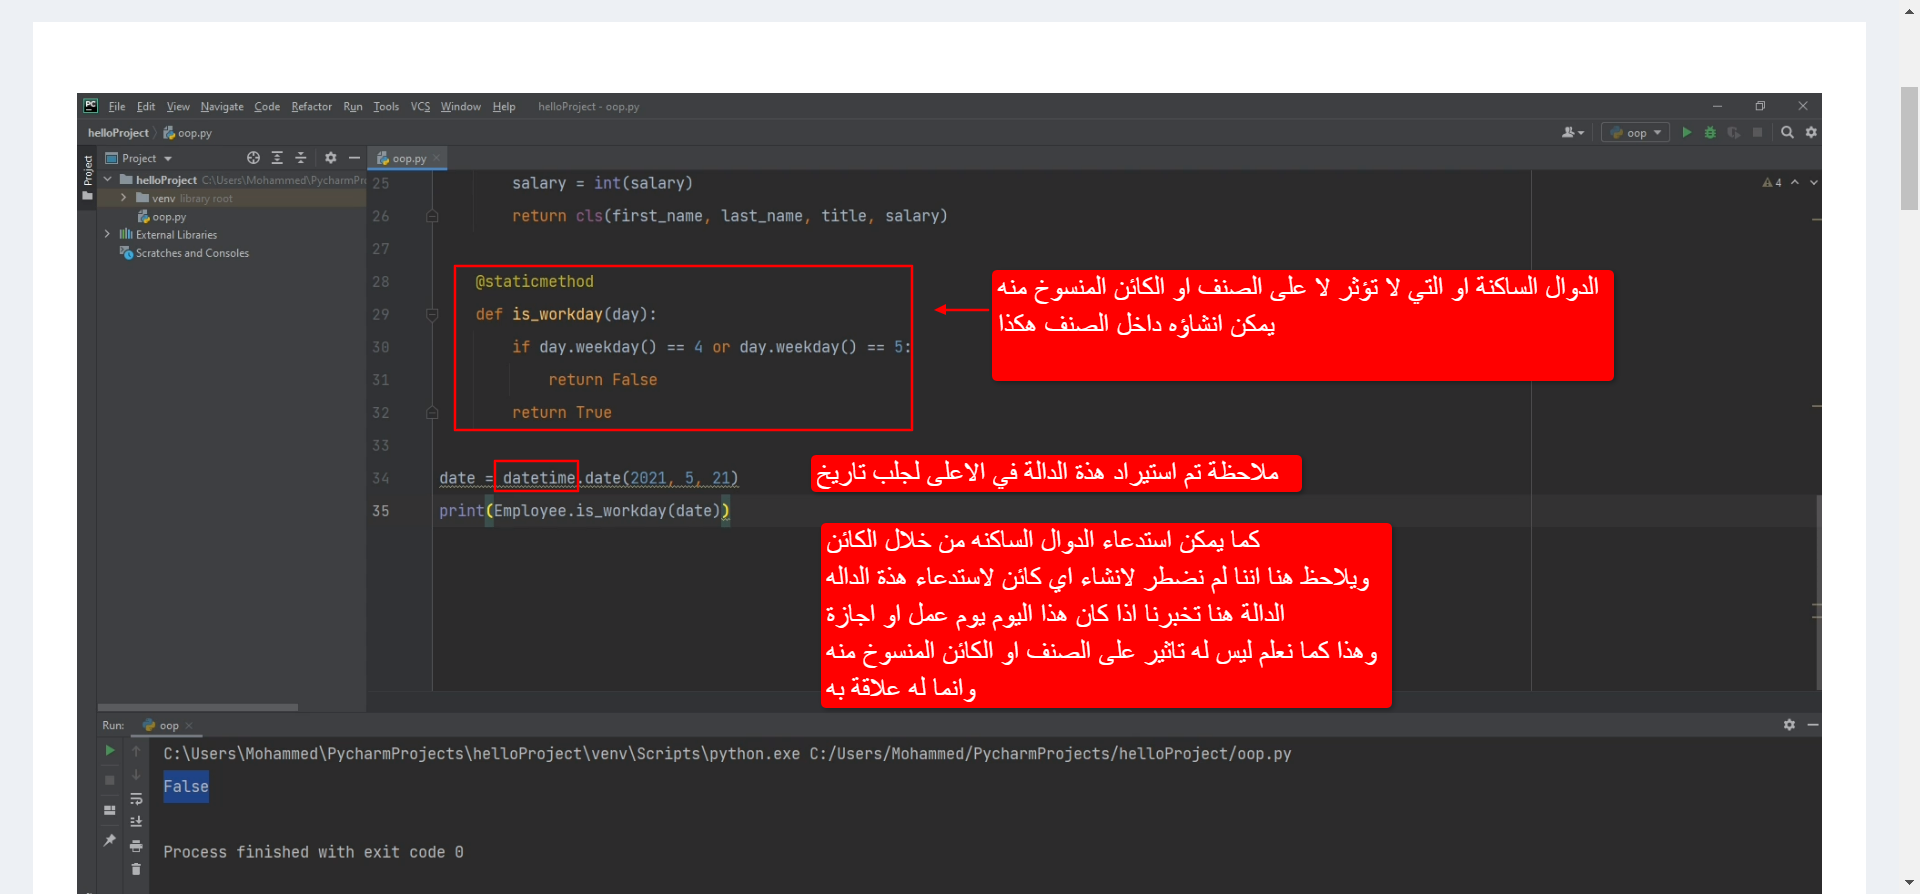 File Edit View Navigate Code Refactor Run Tools VCS Window Help helloProject - oop.py
helloProject oop.py
oop
Project
Project
oop.py
helloProject C:\Users\Mohammed\PycharmPr
venv library root
oop.py
External Libraries
Scratches and Consoles
4
25 salary = int(salary)
26 return cls(first_name, last_name, title, salary)
27
28 @staticmethod
29 def is_workday(day):
30 if day.weekday() == 4 or day.weekday() == 5:
31 return False
32 return True
33
34 date = datetime.date(2021, 5, 21)
35 print(Employee.is_workday(date))
الدوال الساكنة او التي لا تؤثر لا على الصنف او الكائن المنسوخ منه
يمكن انشاؤه داخل الصنف هكذا
ملاحظة تم استيراد هذة الدالة في الاعلى لجلب تاريخ
كما يمكن استدعاء الدوال الساكنه من خلال الكائن
ويلاحظ هنا اننا لم نضطر لانشاء اي كائن لاستدعاء هذة الداله
الدالة هنا تخبرنا اذا كان هذا اليوم يوم عمل او اجازة
وهذا كما نعلم ليس له تاثير على الصنف او الكائن المنسوخ منه
وانما له علاقة به
Run: oop
C:\Users\Mohammed\PycharmProjects\helloProject\venv\Scripts\python.exe C:/Users/Mohammed/PycharmProjects/helloProject/oop.py
False
Process finished with exit code 0